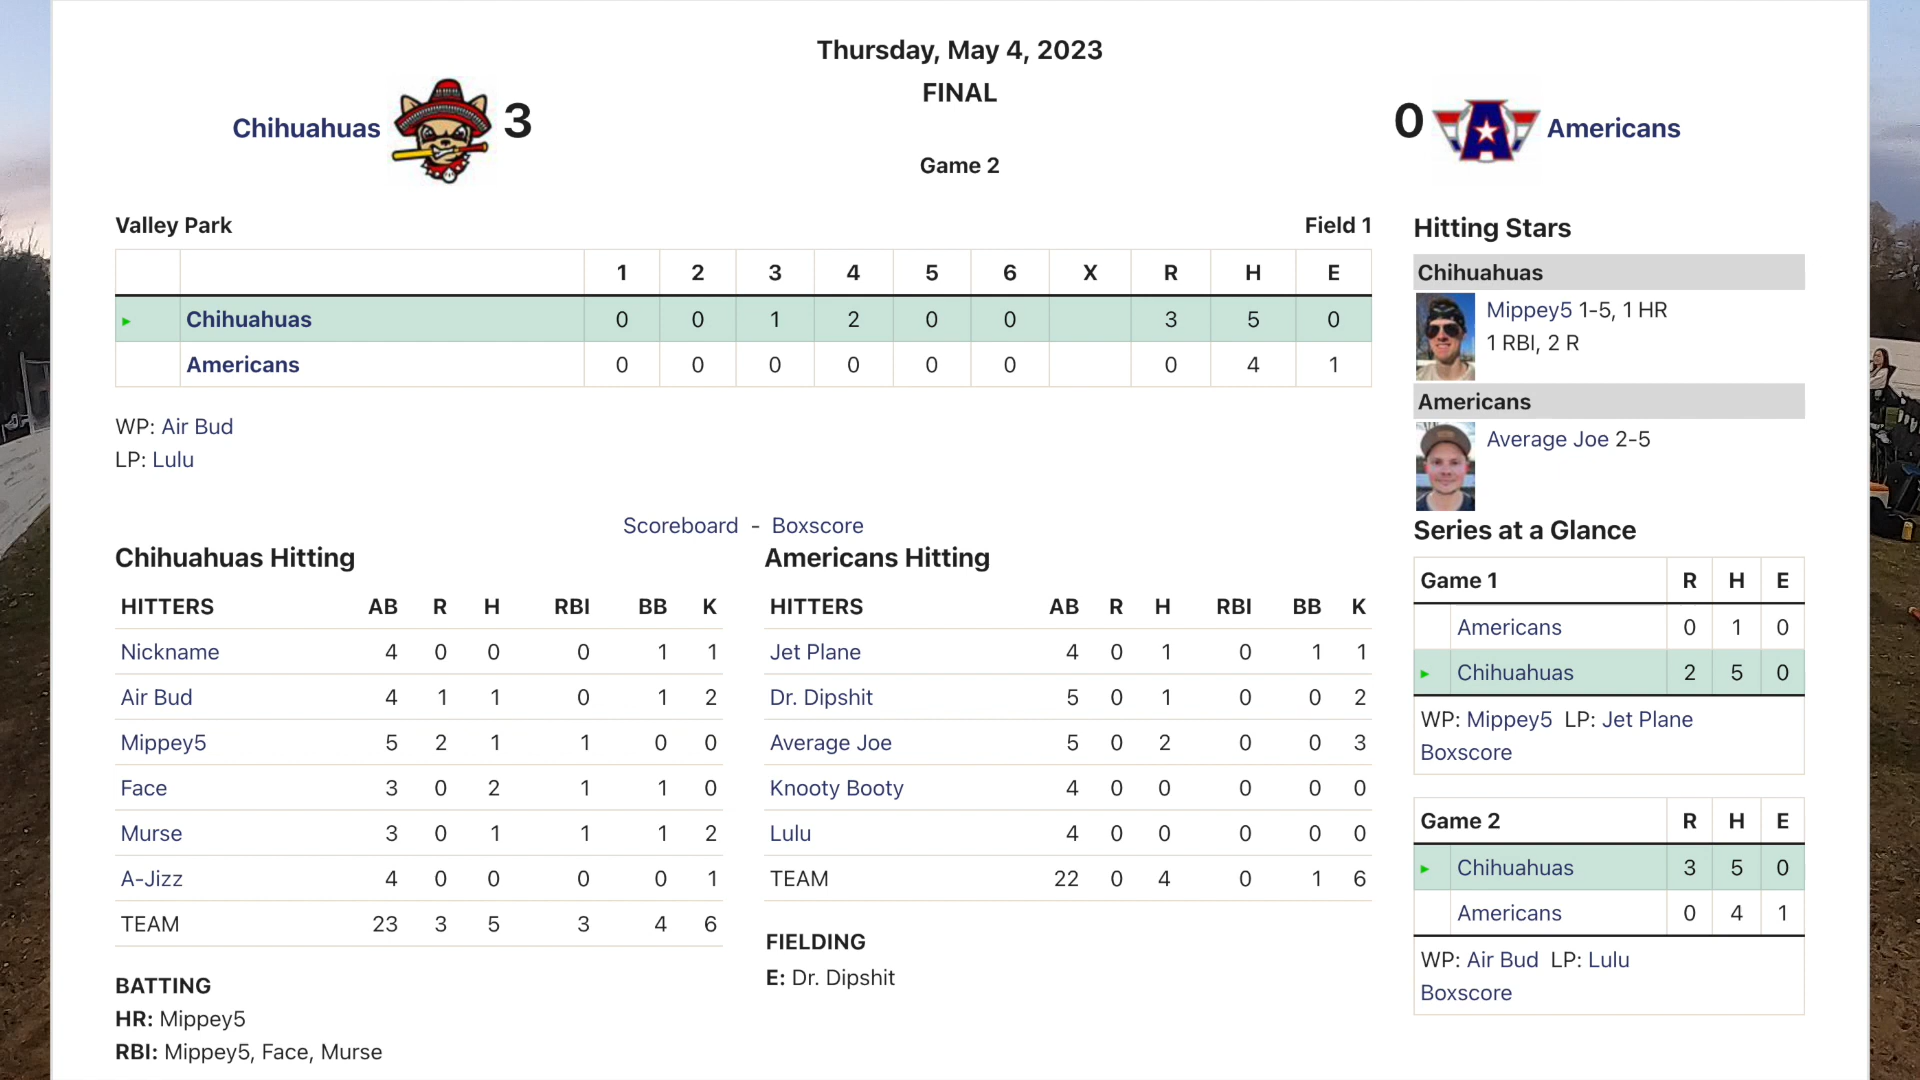 Thursday, May 4, 2023
FINAL
Chihuahuas 3
0 Americans
Game 2
Valley Park Field 1
1 2 3 4 5 6 X R H E
Chihuahuas 0 0 1 2 0 0 3 5 0
Americans 0 0 0 0 0 0 0 4 1
WP: Air Bud
LP: Lulu
Scoreboard - Boxscore
Chihuahuas Hitting
HITTERS AB R H RBI BB K
Nickname 4 0 0 0 1 1
Air Bud 4 1 1 0 1 2
Mippey5 5 2 1 1 0 0
Face 3 0 2 1 1 0
Murse 3 0 1 1 1 2
A-Jizz 4 0 0 0 0 1
TEAM 23 3 5 3 4 6
BATTING
HR: Mippey5
RBI: Mippey5, Face, Murse
Americans Hitting
HITTERS AB R H RBI BB K
Jet Plane 4 0 1 0 1 1
Dr. Dipshit 5 0 1 0 0 2
Average Joe 5 0 2 0 0 3
Knooty Booty 4 0 0 0 0 0
Lulu 4 0 0 0 0 0
TEAM 22 0 4 0 1 6
FIELDING
E: Dr. Dipshit
Hitting Stars
Chihuahuas
Mippey5 1-5, 1 HR
1 RBI, 2 R
Americans
Average Joe 2-5
Series at a Glance
Game 1 R H E
Americans 0 1 0
Chihuahuas 2 5 0
WP: Mippey5 LP: Jet Plane
Boxscore
Game 2 R H E
Chihuahuas 3 5 0
Americans 0 4 1
WP: Air Bud LP: Lulu
Boxscore